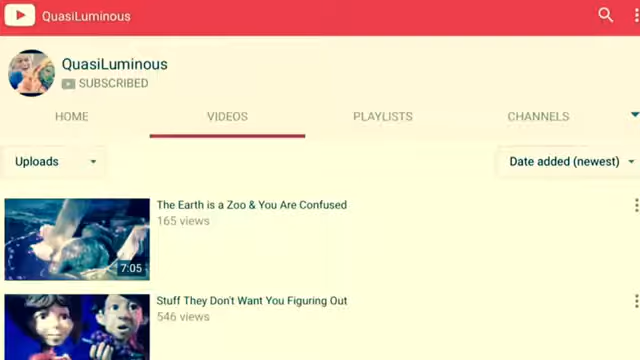 QuasiLuminous
QuasiLuminous
SUBSCRIBED
HOME VIDEOS PLAYLISTS CHANNELS
Uploads Date added (newest)
The Earth is a Zoo & You Are Confused
165 views
7:05
Stuff They Don't Want You Figuring Out
546 views